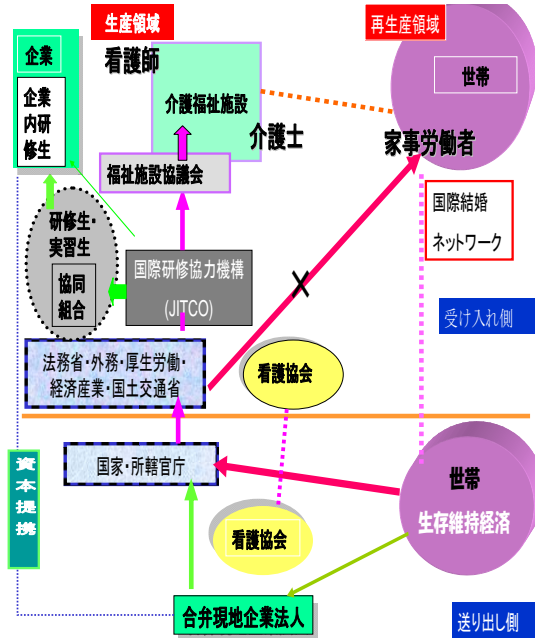 生産領域
再生産領域
企業
看護師
世帯
企業
内研
修生
介護福祉施設
介護士
家事労働者
福祉施設協議会
国際結婚
ネットワーク
研修生・
実習生
協同
組合
国際研修協力機構
(JITCO)
受け入れ側
法務省・外務・厚生労働・
経済産業・国土交通省
看護協会
国家・所轄官庁
資本提携
世帯
生存維持経済
看護協会
合弁現地企業法人
送り出し側